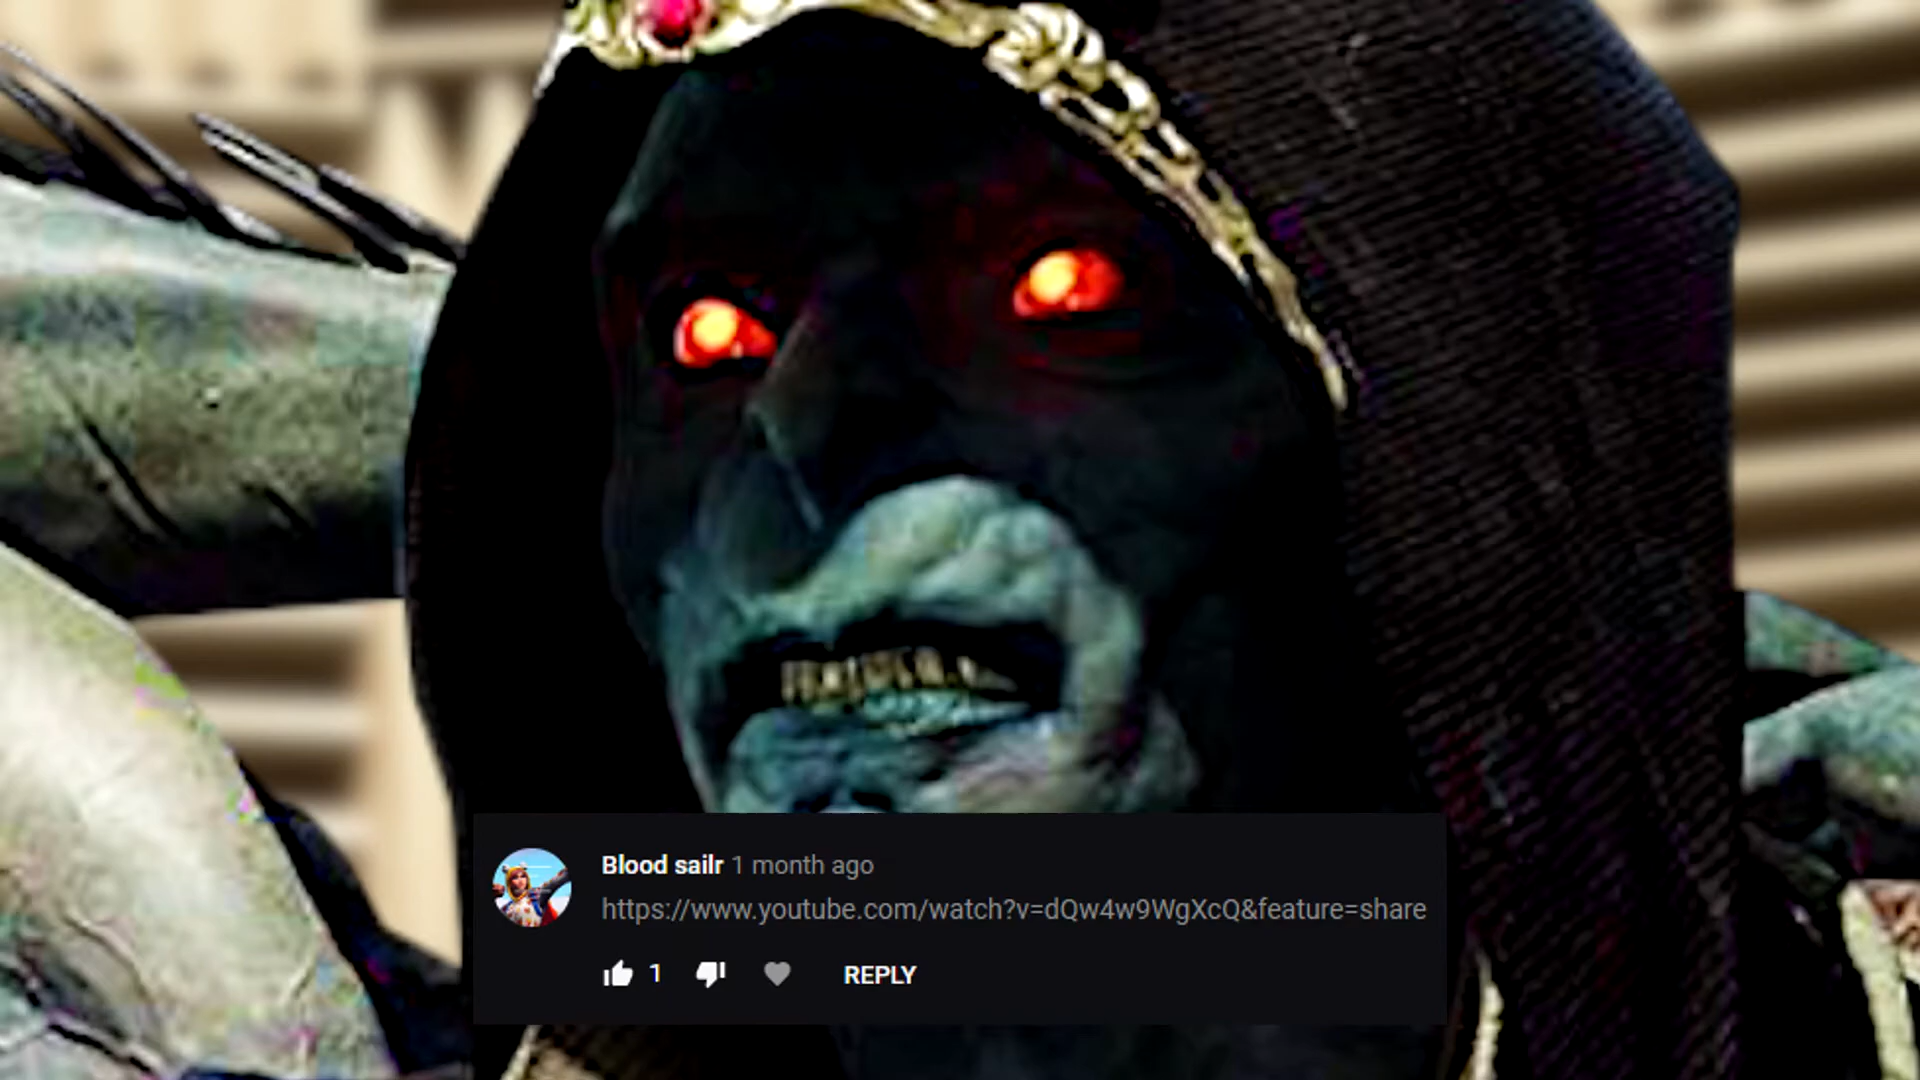 Blood sailr 1 month ago
https://www.youtube.com/watch?v=dQw4w9WgXcQ&feature=share
1
REPLY